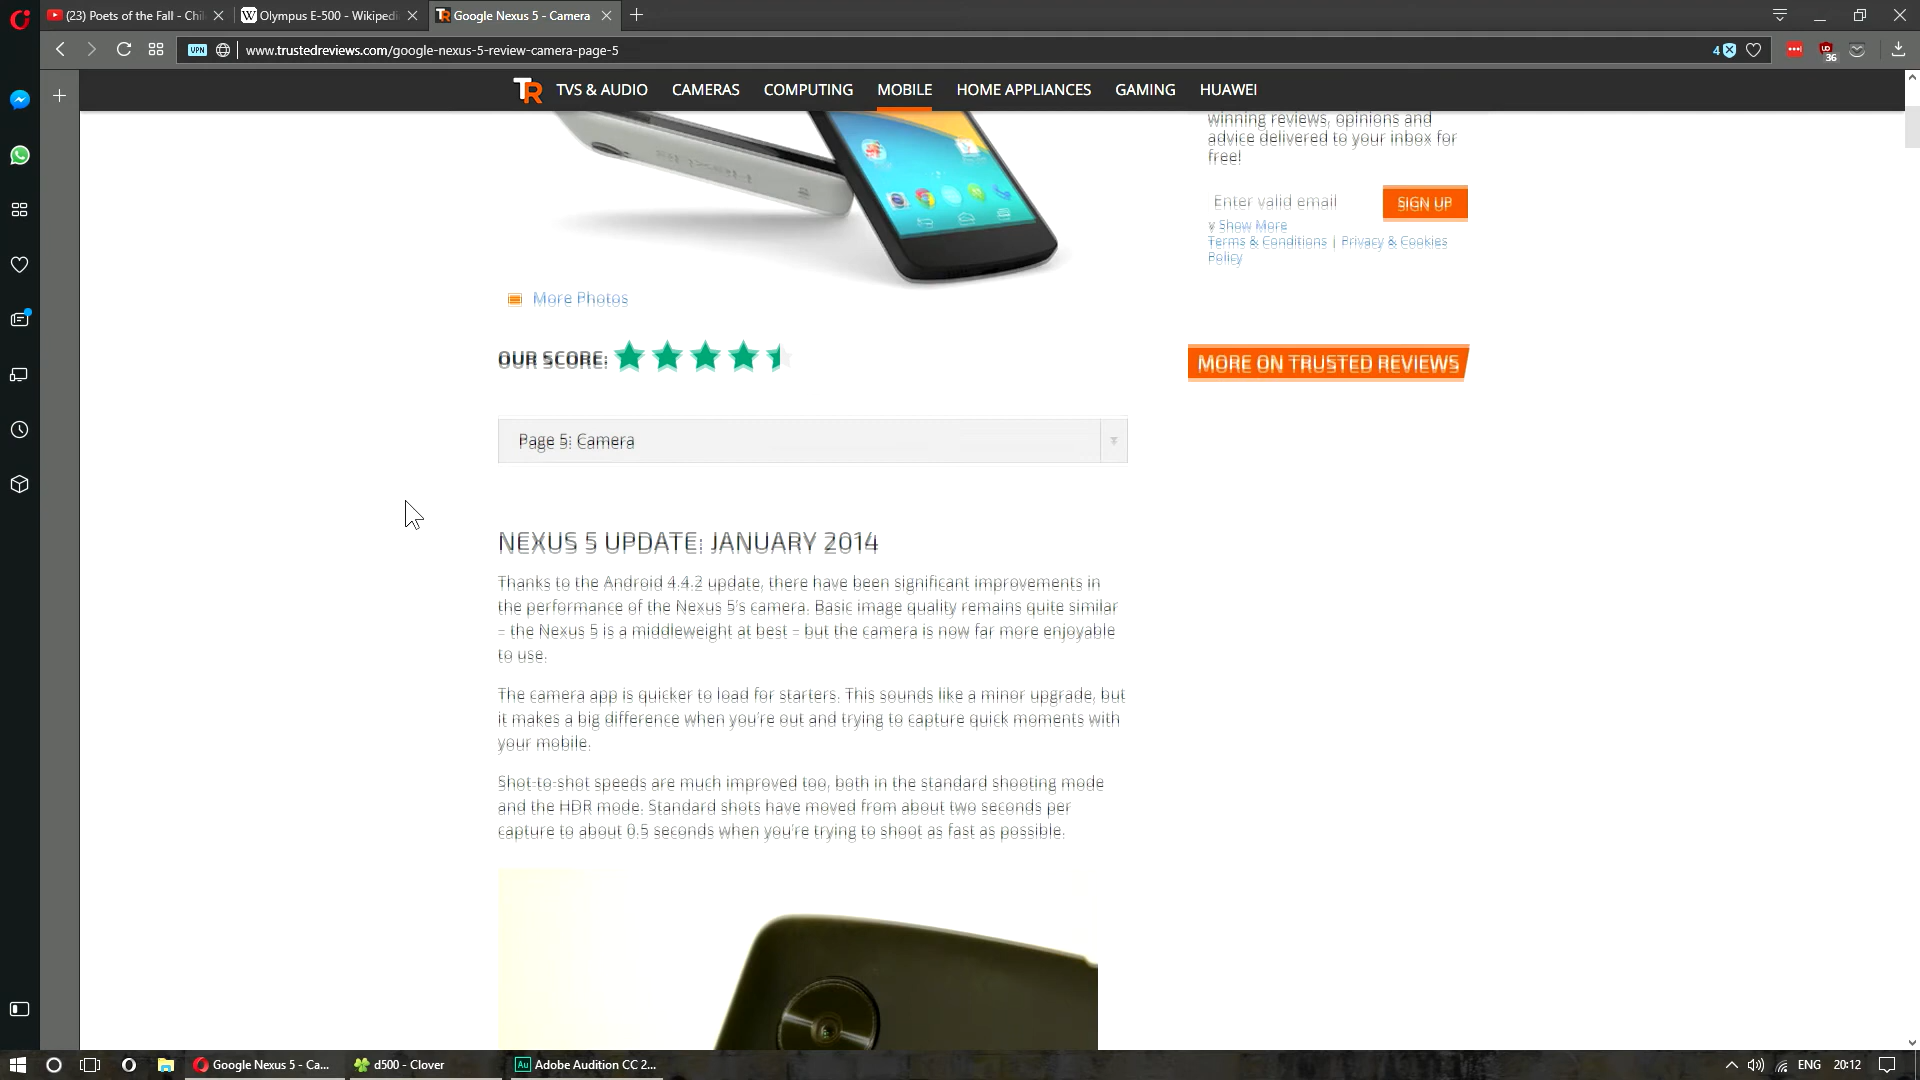 (23) Poets of the Fall - Chil
Olympus E-500 - Wikipedi
Google Nexus 5 - Camera
VPN
www.trustedreviews.com/google-nexus-5-review-camera-page-5
4
36
TR
TVS & AUDIO
CAMERAS
COMPUTING
MOBILE
HOME APPLIANCES
GAMING
HUAWEI
winning reviews, opinions and
advice delivered to your inbox for
free!
Enter valid email
SIGN UP
v Show More
Terms & Conditions | Privacy & Cookies
Policy
More Photos
OUR SCORE:
MORE ON TRUSTED REVIEWS
Page 5: Camera
NEXUS 5 UPDATE: JANUARY 2014
Thanks to the Android 4.4.2 update, there have been significant improvements in
the performance of the Nexus 5's camera. Basic image quality remains quite similar
– the Nexus 5 is a middleweight at best – but the camera is now far more enjoyable
to use.
The camera app is quicker to load for starters. This sounds like a minor upgrade, but
it makes a big difference when you're out and trying to capture quick moments with
your mobile.
Shot-to-shot speeds are much improved too, both in the standard shooting mode
and the HDR mode. Standard shots have moved from about two seconds per
capture to about 0.5 seconds when you're trying to shoot as fast as possible.
Google Nexus 5 - Ca...
d500 - Clover
Au
Adobe Audition CC 2...
ENG
20:12